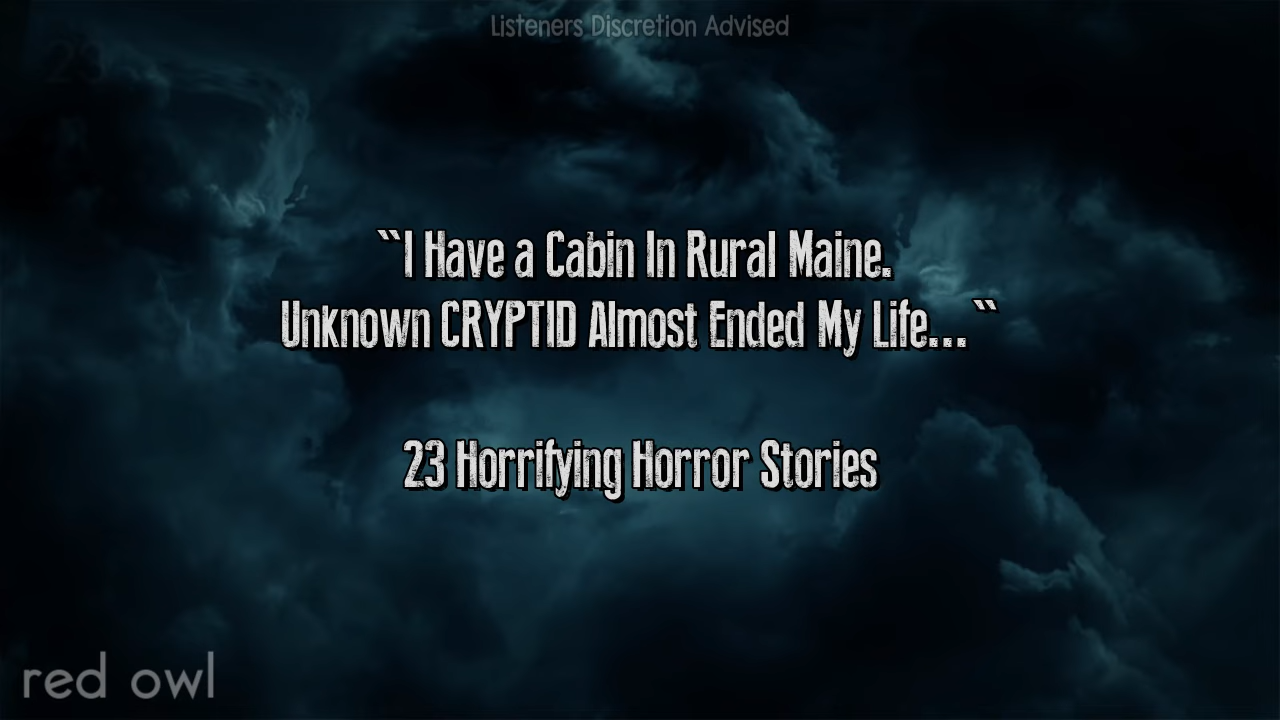 Listeners Discretion Advised
``I Have a Cabin In Rural Maine.
Unknown CRYPTID Almost Ended My Life...``
23 Horrifying Horror Stories
red owl